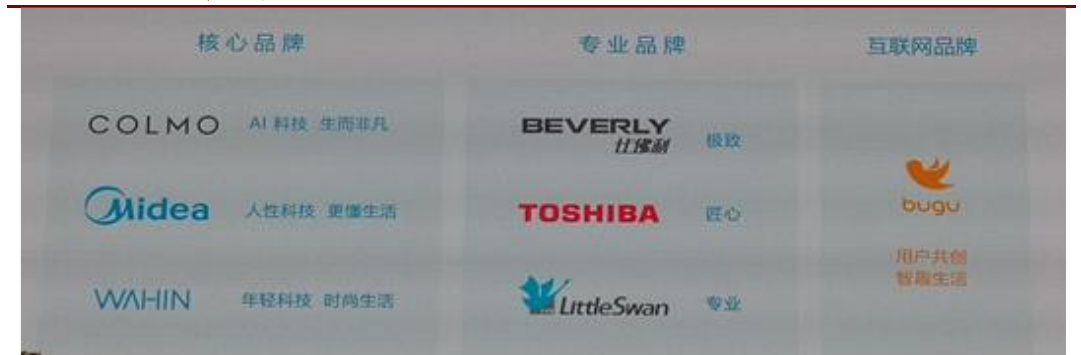 核心品牌
专业品牌
互联网品牌
COLMO AI 科技 生而非凡
Midea 人性科技 更懂生活
WAHIN 年轻科技 时尚生活
BEVERLY 极致
比佛利
TOSHIBA 匠心
LittleSwan 专业
bugu
用户共创
智趣生活